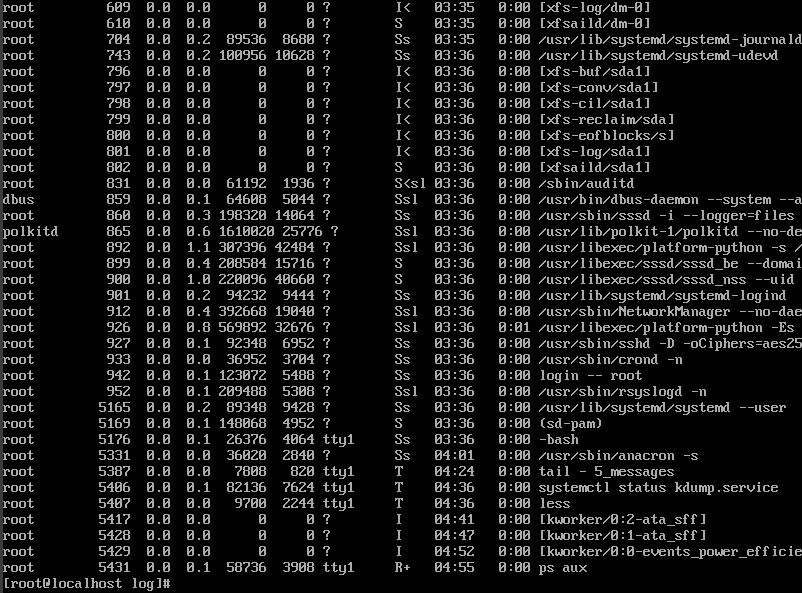 root       609  0.0  0.0      0     0 ?        I<   03:35   0:00 [xfs-log/dm-0]
root       610  0.0  0.0      0     0 ?        S    03:35   0:00 [xfsaild/dm-0]
root       704  0.0  0.2  89536  8680 ?        Ss   03:35   0:00 /usr/lib/systemd/systemd-journald
root       743  0.0  0.2 100956 10628 ?        Ss   03:36   0:00 /usr/lib/systemd/systemd-udevd
root       796  0.0  0.0      0     0 ?        I<   03:36   0:00 [xfs-buf/sda1]
root       797  0.0  0.0      0     0 ?        I<   03:36   0:00 [xfs-conv/sda1]
root       798  0.0  0.0      0     0 ?        I<   03:36   0:00 [xfs-cil/sda1]
root       799  0.0  0.0      0     0 ?        I<   03:36   0:00 [xfs-reclaim/sda]
root       800  0.0  0.0      0     0 ?        I<   03:36   0:00 [xfs-eofblocks/s]
root       801  0.0  0.0      0     0 ?        I<   03:36   0:00 [xfs-log/sda1]
root       802  0.0  0.0      0     0 ?        S    03:36   0:00 [xfsaild/sda1]
root       831  0.0  0.0  61192  1936 ?        S<sl 03:36   0:00 /sbin/auditd
dbus       859  0.0  0.1  64608  5044 ?        Ssl  03:36   0:00 /usr/bin/dbus-daemon --system --a
root       860  0.0  0.3 198320 14064 ?        Ss   03:36   0:00 /usr/sbin/sssd -i --logger=files
polkitd    865  0.0  0.6 1610020 25776 ?       Ssl  03:36   0:00 /usr/lib/polkit-1/polkitd --no-de
root       892  0.0  1.1 307396 42484 ?        Ssl  03:36   0:00 /usr/libexec/platform-python -s /
root       899  0.0  0.4 208584 15716 ?        S    03:36   0:00 /usr/libexec/sssd/sssd_be --domai
root       900  0.0  1.0 220096 40660 ?        S    03:36   0:00 /usr/libexec/sssd/sssd_nss --uid
root       901  0.0  0.2  94232  9444 ?        Ss   03:36   0:00 /usr/lib/systemd/systemd-logind
root       912  0.0  0.4 392668 19040 ?        Ssl  03:36   0:00 /usr/sbin/NetworkManager --no-dae
root       926  0.0  0.8 569892 32676 ?        Ssl  03:36   0:01 /usr/libexec/platform-python -Es
root       927  0.0  0.1  92348  6952 ?        Ss   03:36   0:00 /usr/sbin/sshd -D -oCiphers=aes25
root       933  0.0  0.0  36952  3704 ?        Ss   03:36   0:00 /usr/sbin/crond -n
root       942  0.0  0.1 123072  5488 ?        Ss   03:36   0:00 login -- root
root       952  0.0  0.1 209488  5308 ?        Ssl  03:36   0:00 /usr/sbin/rsyslogd -n
root      5165  0.0  0.2  89348  9428 ?        Ss   03:36   0:00 /usr/lib/systemd/systemd --user
root      5169  0.0  0.1 148068  4952 ?        S    03:36   0:00 (sd-pam)
root      5176  0.0  0.1  26376  4064 tty1     Ss   03:36   0:00 -bash
root      5331  0.0  0.0  36020  2840 ?        Ss   04:01   0:00 /usr/sbin/anacron -s
root      5387  0.0  0.0   7808   820 tty1     T    04:24   0:00 tail - 5_messages
root      5406  0.0  0.1  82136  7624 tty1     T    04:36   0:00 systemctl status kdump.service
root      5407  0.0  0.0   9700  2244 tty1     T    04:36   0:00 less
root      5417  0.0  0.0      0     0 ?        I    04:41   0:00 [kworker/0:2-ata_sff]
root      5428  0.0  0.0      0     0 ?        I    04:47   0:00 [kworker/0:1-ata_sff]
root      5429  0.0  0.0      0     0 ?        I    04:52   0:00 [kworker/0:0-events_power_efficie
root      5431  0.0  0.1  58736  3908 tty1     R+   04:55   0:00 ps aux
[root@localhost log]#